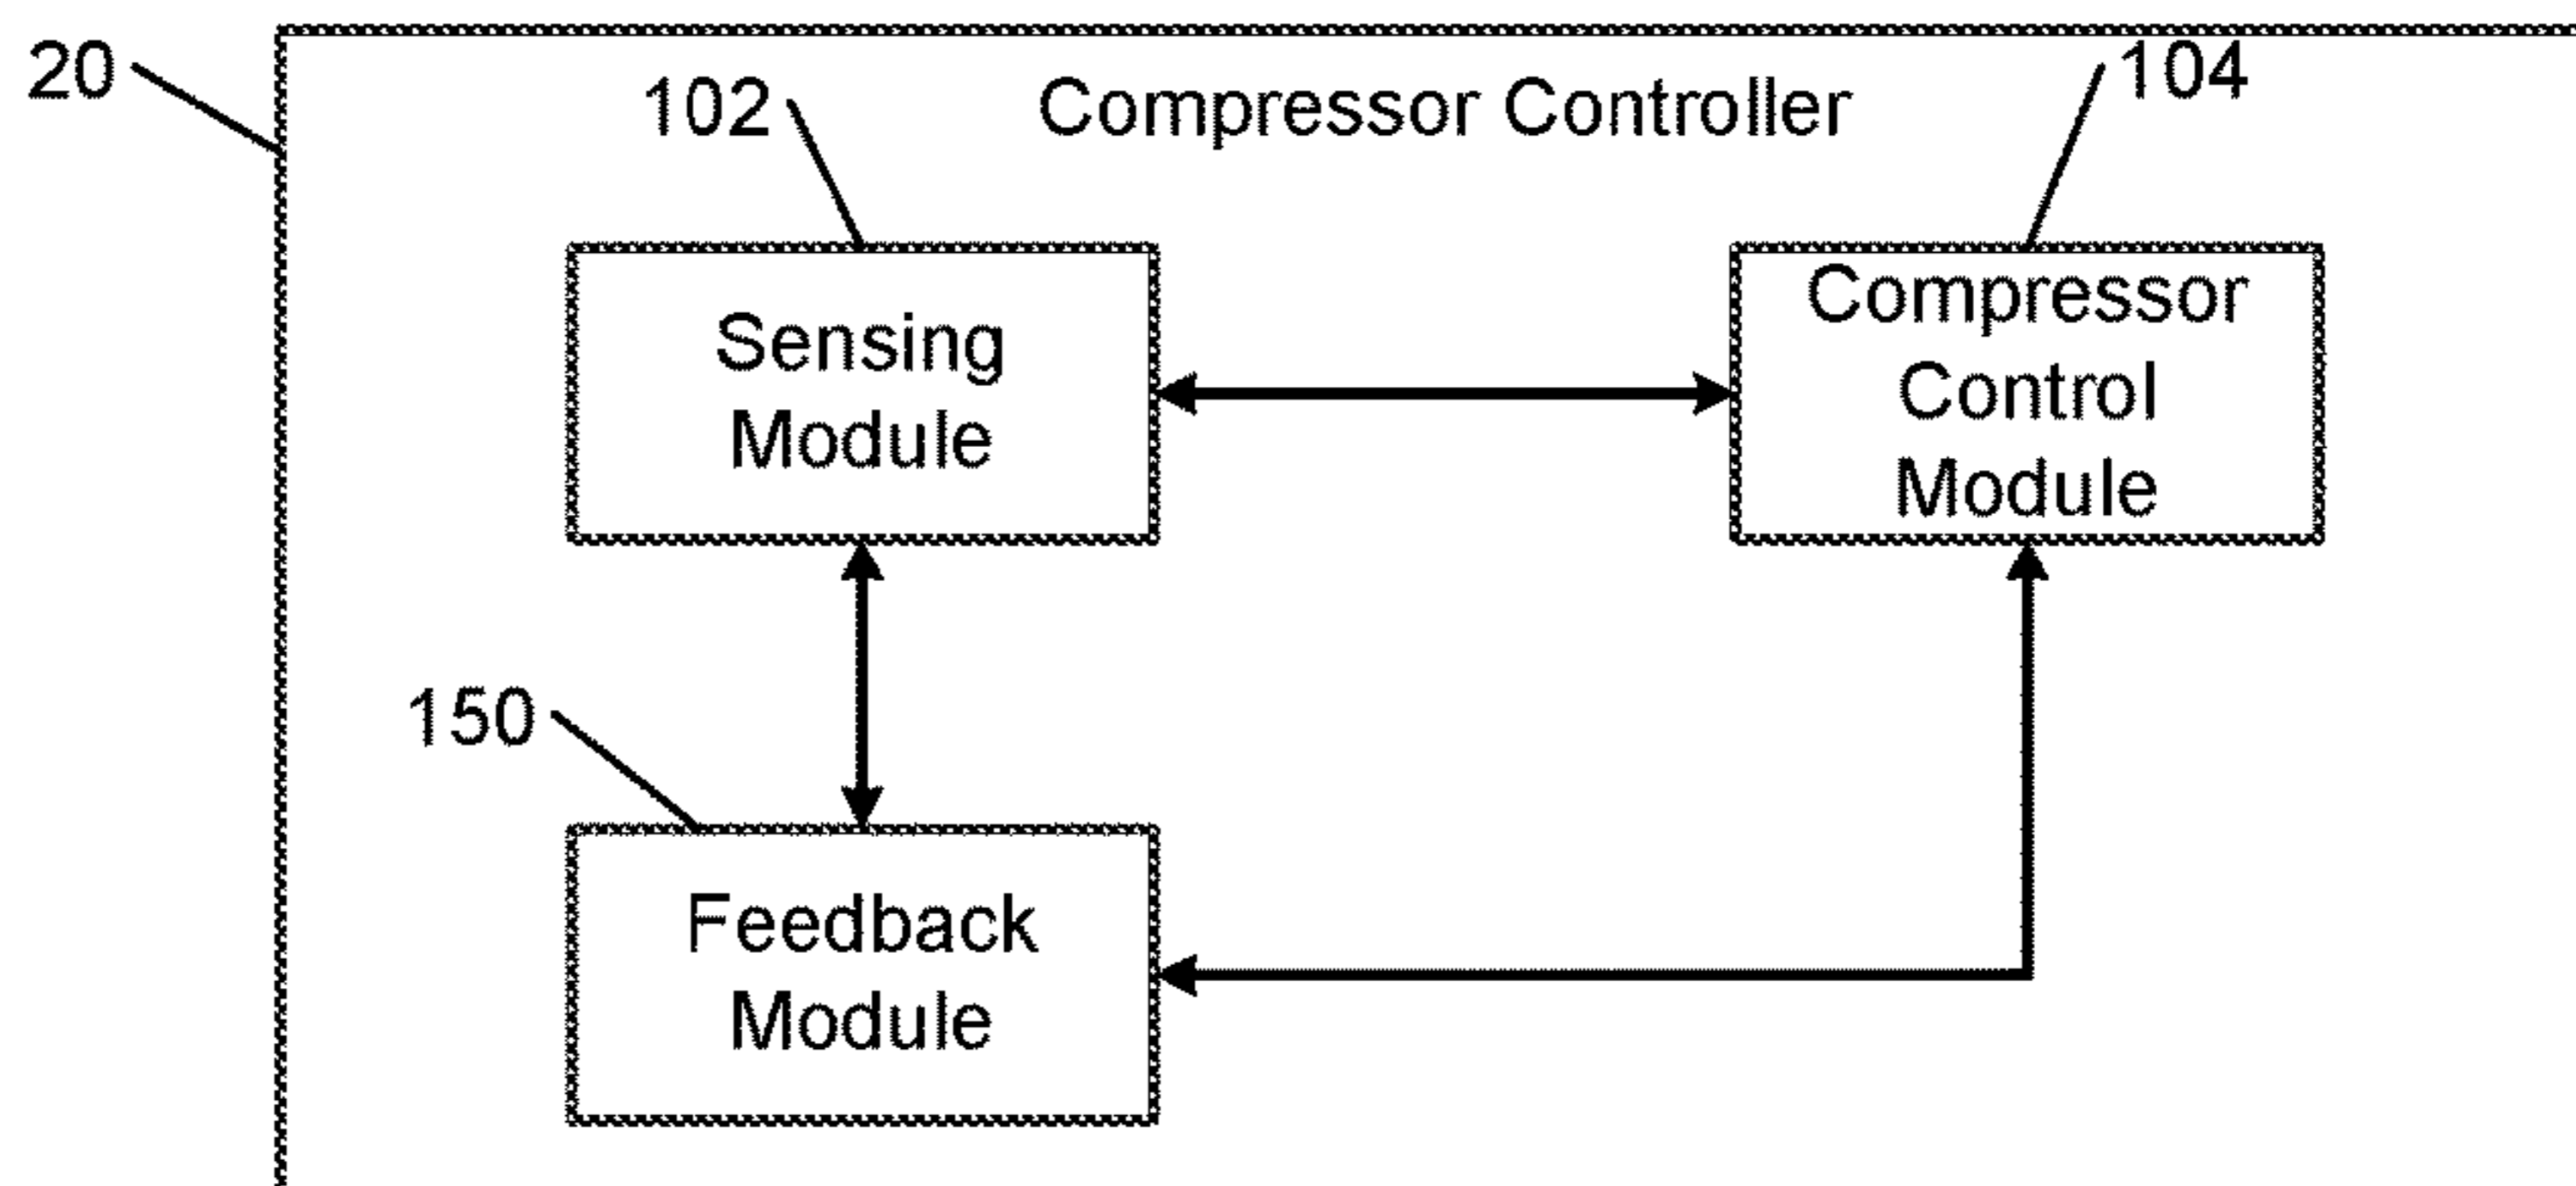 20
102
Compressor Controller
104
Sensing
Module
Compressor
Control
Module
150
Feedback
Module